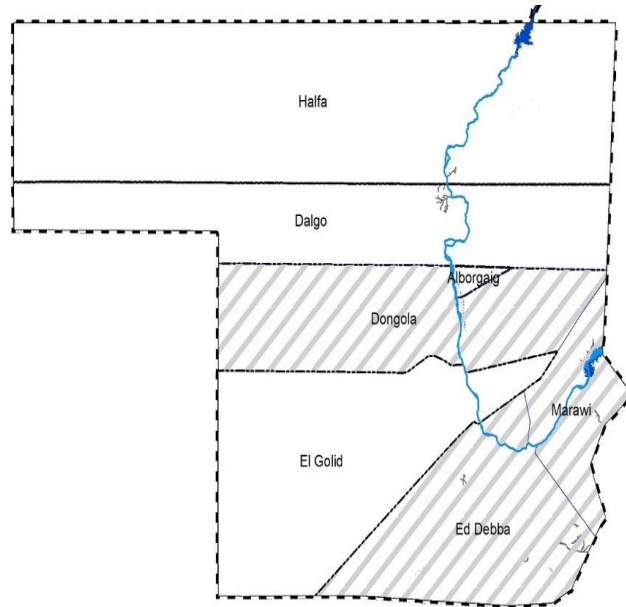 Halfa
Dalgo
Alborgaig
Dongola
Marawi
El Golid
Ed Debba